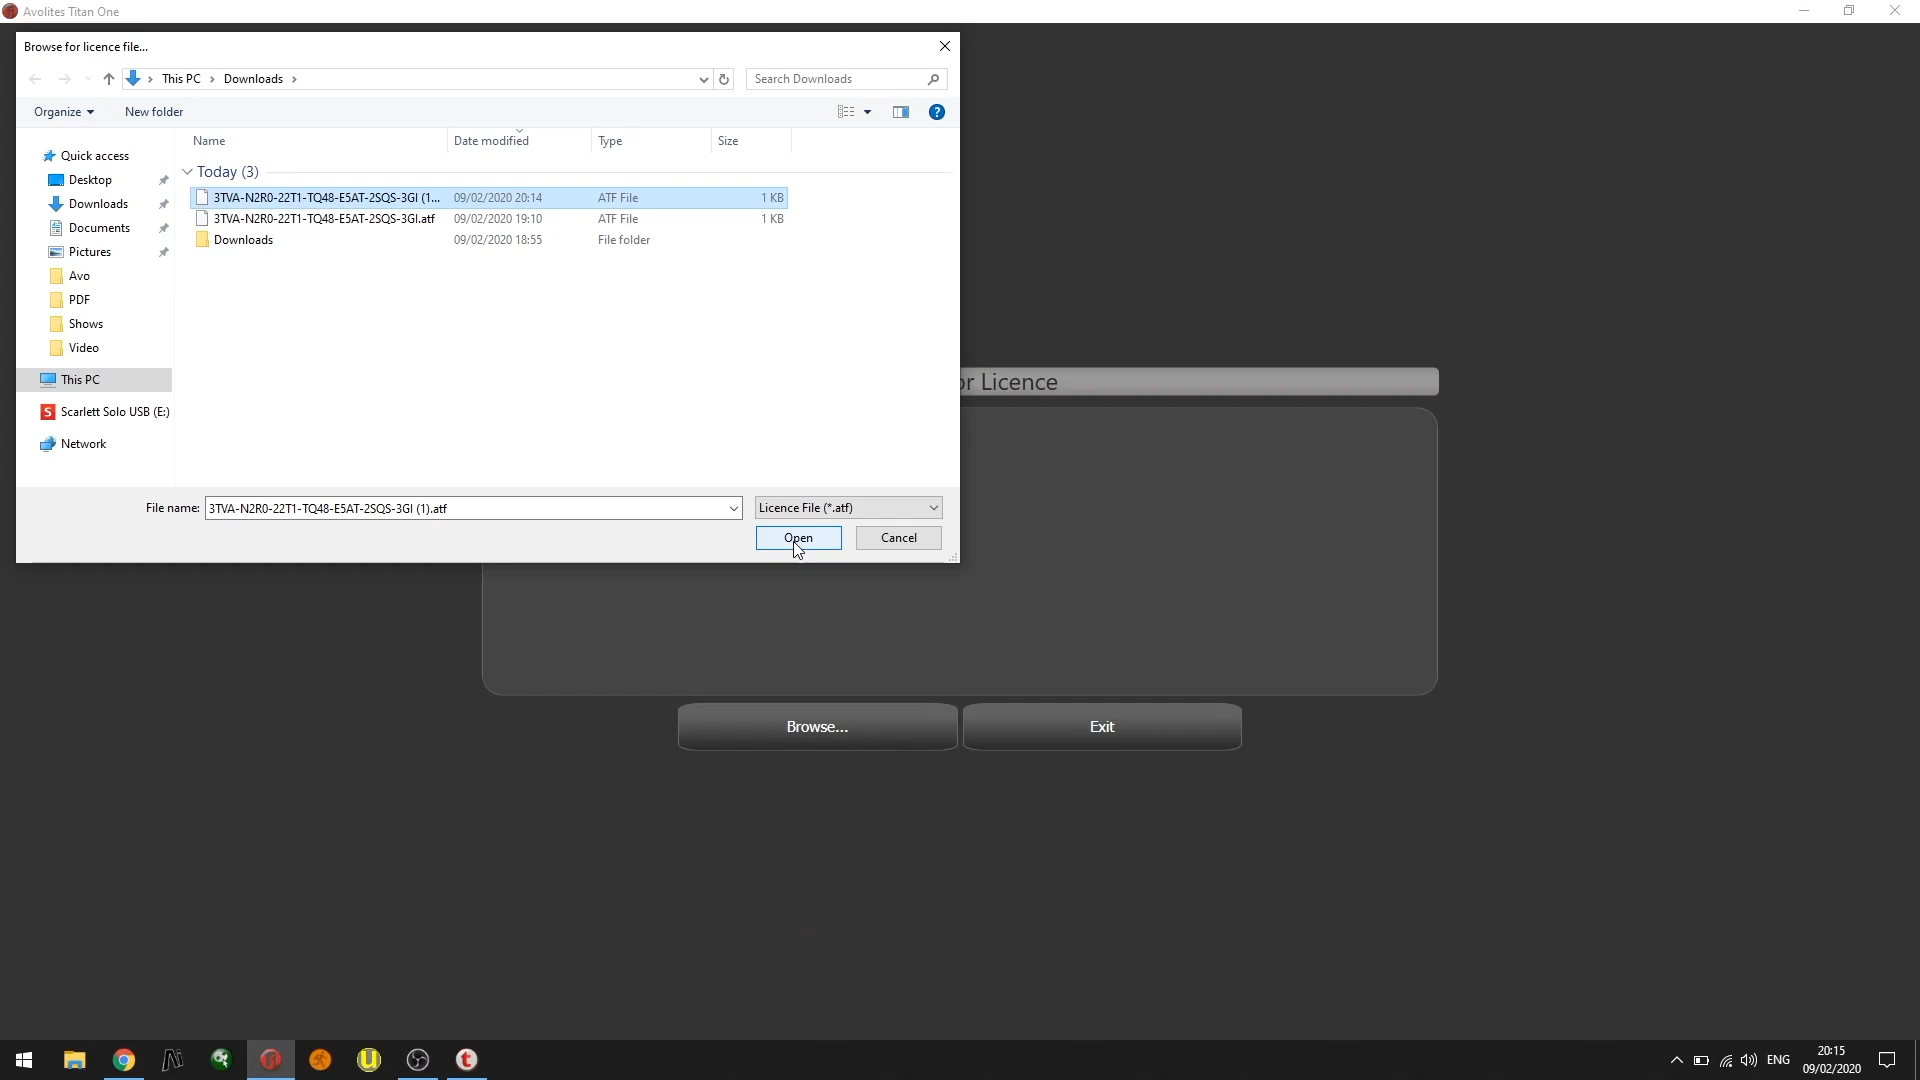 Avolites Titan One
Browse for licence file...
This PC
Downloads
Search Downloads
Organize
New folder
?
Name
Date modified
Type
Size
Quick access
Desktop
Downloads
Documents
Pictures
Avo
PDF
Shows
Video
This PC
S Scarlett Solo USB (E:)
Network
Today (3)
3TVA-N2R0-22T1-TQ48-E5AT-2SQS-3GI (1... 09/02/2020 20:14 ATF File 1 KB
3TVA-N2R0-22T1-TQ48-E5AT-2SQS-3GI.atf 09/02/2020 19:10 ATF File 1 KB
Downloads 09/02/2020 18:55 File folder
File name: 3TVA-N2R0-22T1-TQ48-E5AT-2SQS-3GI (1).atf Licence File (*.atf)
Open
Cancel
or Licence
Browse...
Exit
U
t
ENG
20:15
09/02/2020